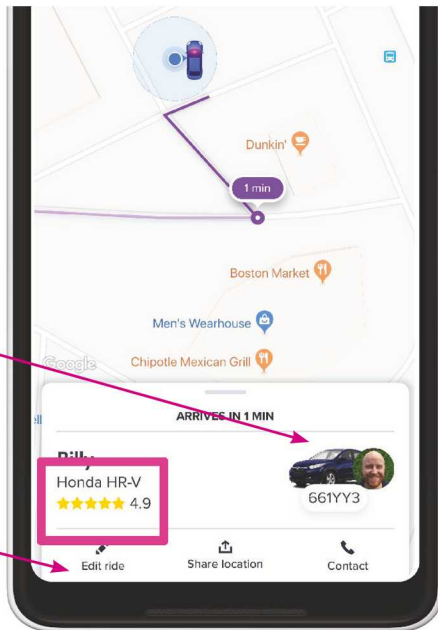 Dunkin'
1 min
Boston Market
Men's Wearhouse
Chipotle Mexican Grill
Google
ARRIVES IN 1 MIN
Billy
Honda HR-V
4.9
661YY3
Edit ride
Share location
Contact